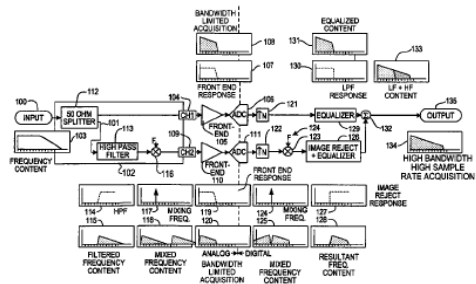 BANDWIDTH LIMITED ACQUISITION
108
107
FRONT END RESPONSE
EQUALIZED CONTENT
131
130
LPF RESPONSE
133
LF + HF CONTENT
100
INPUT
112
50 OHM SPLITTER
101
104
CH1
FRONT-END
105
106
ADC
↑N
121
EQUALIZER
129
Σ
132
OUTPUT
135
103
FREQUENCY CONTENT
113
HIGH PASS FILTER
102
F
116
109
CH2
FRONT-END
110
111
ADC
↑N
122
F
124
123
126
IMAGE REJECT + EQUALIZER
134
HIGH BANDWIDTH HIGH SAMPLE RATE ACQUISITION
FRONT END RESPONSE
IMAGE REJECT RESPONSE
114
HPF
117
MIXING FREQ.
119
124
MIXING FREQ.
127
115
118
120
125
128
FILTERED FREQUENCY CONTENT
MIXED FREQUENCY CONTENT
ANALOG
DIGITAL
BANDWIDTH LIMITED ACQUISITION
MIXED FREQUENCY CONTENT
RESULTANT FREQ. CONTENT